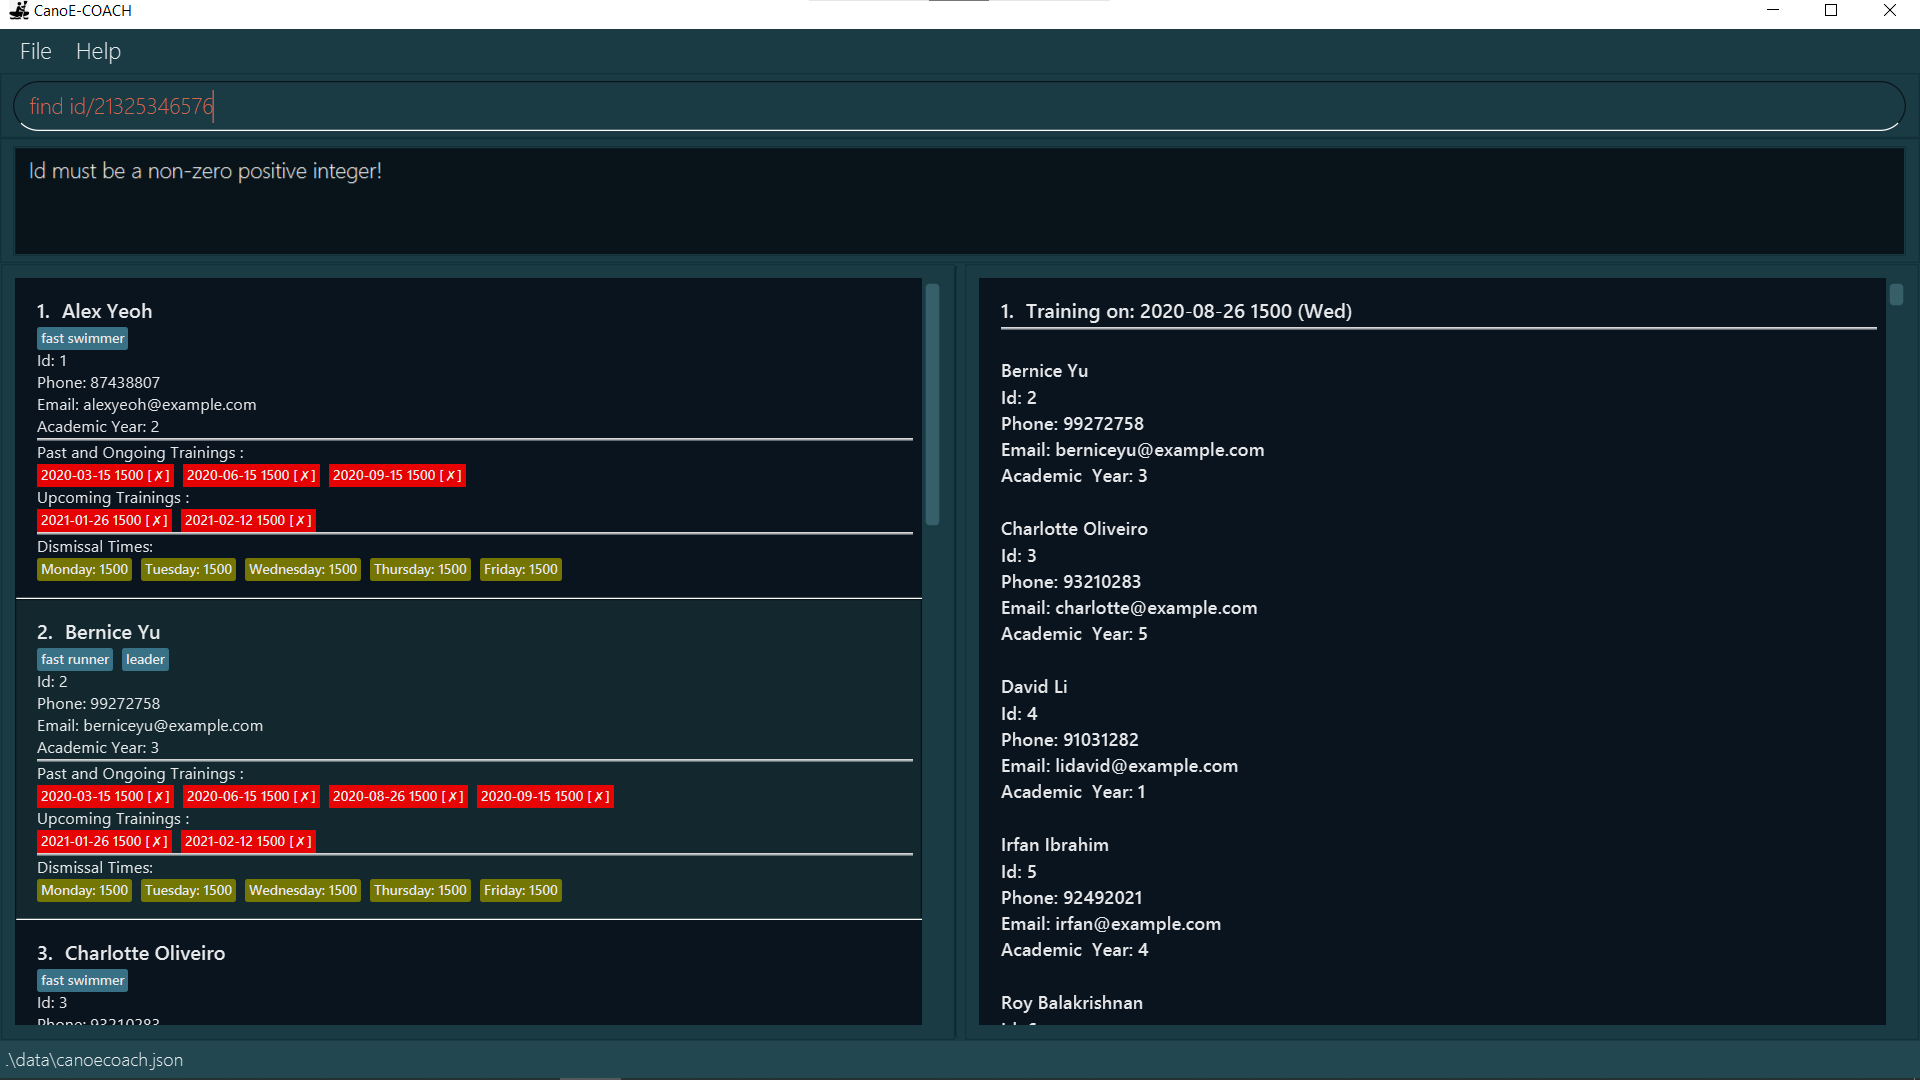 CanoE-COACH
File Help
find id/21325346576
Id must be a non-zero positive integer!
1. Alex Yeoh
fast swimmer
Id: 1
Phone: 87438807
Email: alexyeoh@example.com
Academic Year: 2
Past and Ongoing Trainings :
2020-03-15 1500 [✗] 2020-06-15 1500 [✗] 2020-09-15 1500 [✗]
Upcoming Trainings :
2021-01-26 1500 [✗] 2021-02-12 1500 [✗]
Dismissal Times:
Monday: 1500 Tuesday: 1500 Wednesday: 1500 Thursday: 1500 Friday: 1500
2. Bernice Yu
fast runner leader
Id: 2
Phone: 99272758
Email: berniceyu@example.com
Academic Year: 3
Past and Ongoing Trainings :
2020-03-15 1500 [✗] 2020-06-15 1500 [✗] 2020-08-26 1500 [✗] 2020-09-15 1500 [✗]
Upcoming Trainings :
2021-01-26 1500 [✗] 2021-02-12 1500 [✗]
Dismissal Times:
Monday: 1500 Tuesday: 1500 Wednesday: 1500 Thursday: 1500 Friday: 1500
3. Charlotte Oliveiro
fast swimmer
Id: 3
Phone: 93210283
1. Training on: 2020-08-26 1500 (Wed)
Bernice Yu
Id: 2
Phone: 99272758
Email: berniceyu@example.com
Academic Year: 3
Charlotte Oliveiro
Id: 3
Phone: 93210283
Email: charlotte@example.com
Academic Year: 5
David Li
Id: 4
Phone: 91031282
Email: lidavid@example.com
Academic Year: 1
Irfan Ibrahim
Id: 5
Phone: 92492021
Email: irfan@example.com
Academic Year: 4
Roy Balakrishnan
.\data\canoecoach.json